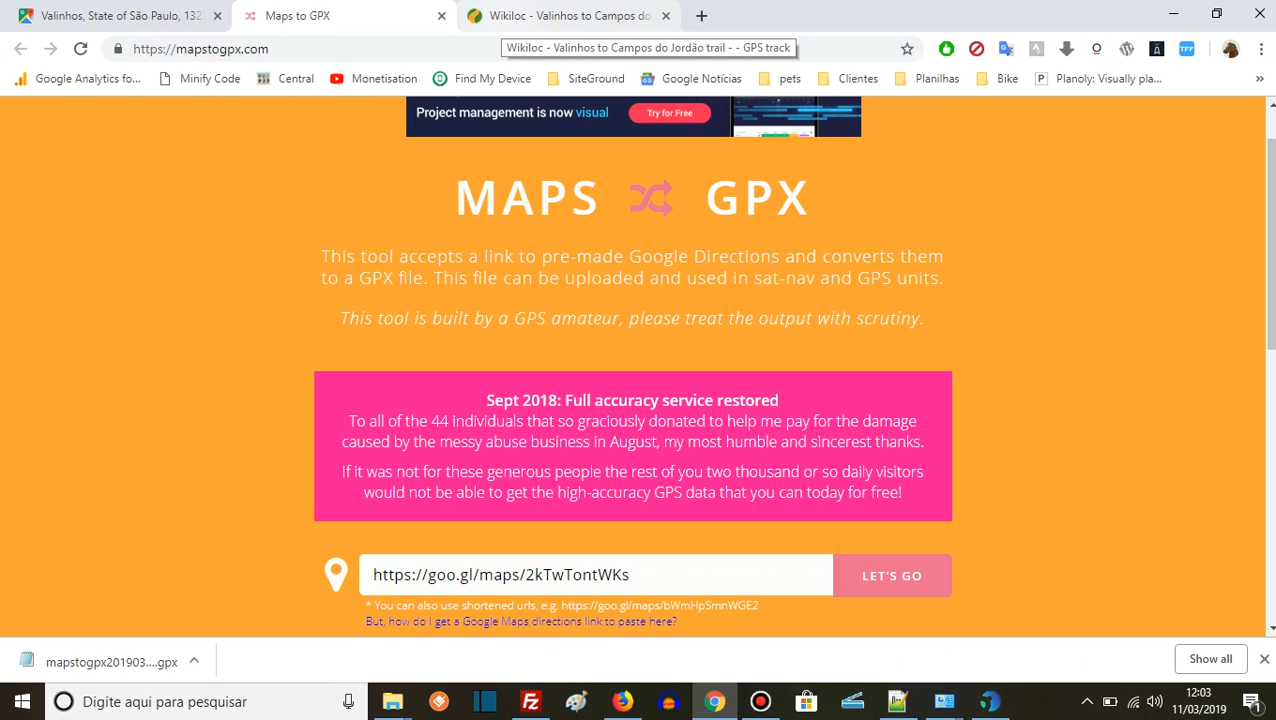 Valinhos, State of São Paulo, 132
Maps to GPX
Wikiloc - Valinhos to Campos do
https://mapstogpx.com
Wikiloc - Valinhos to Campos do Jordão trail - - GPS track
Google Analytics fo...
Minify Code
Central
Monetisation
Find My Device
SiteGround
Google Notícias
pets
Clientes
Planilhas
Bike
Planoly: Visually pla...
»
Project management is now visual
Try for Free
MAPS GPX
This tool accepts a link to pre-made Google Directions and converts them
to a GPX file. This file can be uploaded and used in sat-nav and GPS units.
This tool is built by a GPS amateur, please treat the output with scrutiny.
Sept 2018: Full accuracy service restored
To all of the 44 individuals that so graciously donated to help me pay for the damage
caused by the messy abuse business in August, my most humble and sincerest thanks.
If it was not for these generous people the rest of you two thousand or so daily visitors
would not be able to get the high-accuracy GPS data that you can today for free!
https://goo.gl/maps/2kTwTontWKs
LET'S GO
* You can also use shortened urls, e.g. https://goo.gl/maps/bWmHpSmnWGE2
But, how do I get a Google Maps directions link to paste here?
mapstogpx201903....gpx
Show all
Digite aqui para pesquisar
12:03
11/03/2019